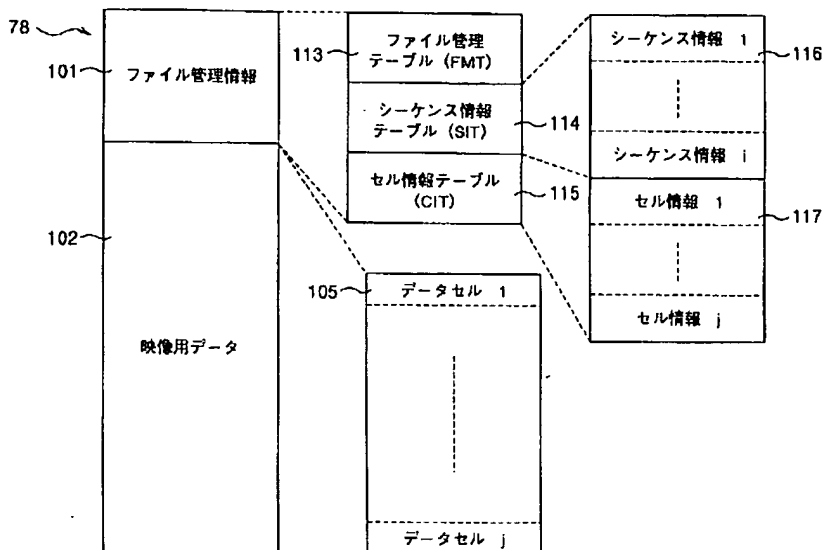 78
101
ファイル管理情報
102
映像用データ
113
ファイル管理
テーブル (FMT)
シーケンス情報
テーブル (SIT)
114
セル情報テーブル
(CIT)
115
105
データセル 1
データセル j
シーケンス情報 1
116
シーケンス情報 i
セル情報 1
117
セル情報 j